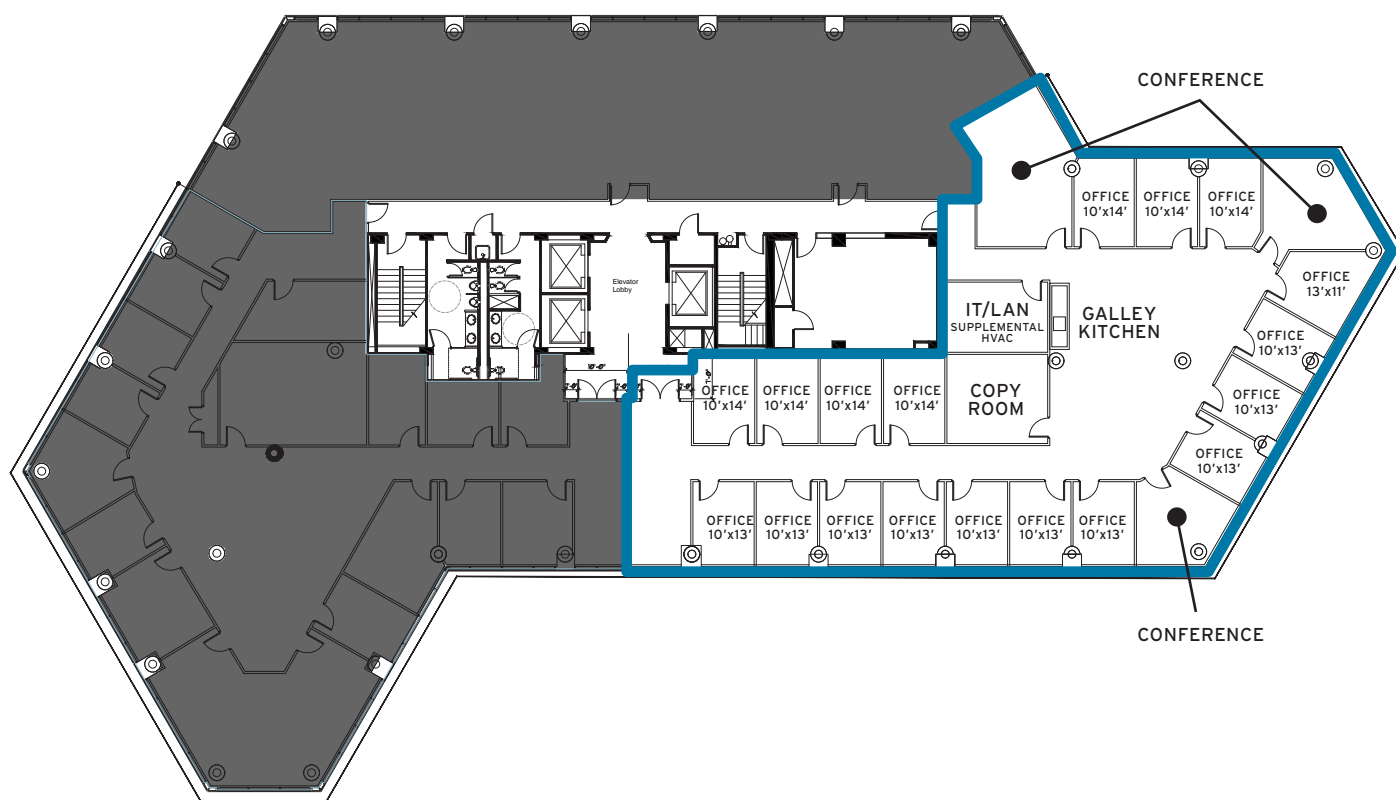 CONFERENCE
OFFICE
10'x14'
OFFICE
10'x14'
OFFICE
10'x14'
OFFICE
13'x11'
Elevator
Lobby
IT/LAN
SUPPLEMENTAL
HVAC
GALLEY
KITCHEN
OFFICE
10'x13'
OFFICE
10'x14'
OFFICE
10'x14'
OFFICE
10'x14'
OFFICE
10'x14'
COPY
ROOM
OFFICE
10'x13'
OFFICE
10'x13'
OFFICE
10'x13'
OFFICE
10'x13'
OFFICE
10'x13'
OFFICE
10'x13'
OFFICE
10'x13'
OFFICE
10'x13'
OFFICE
10'x13'
CONFERENCE